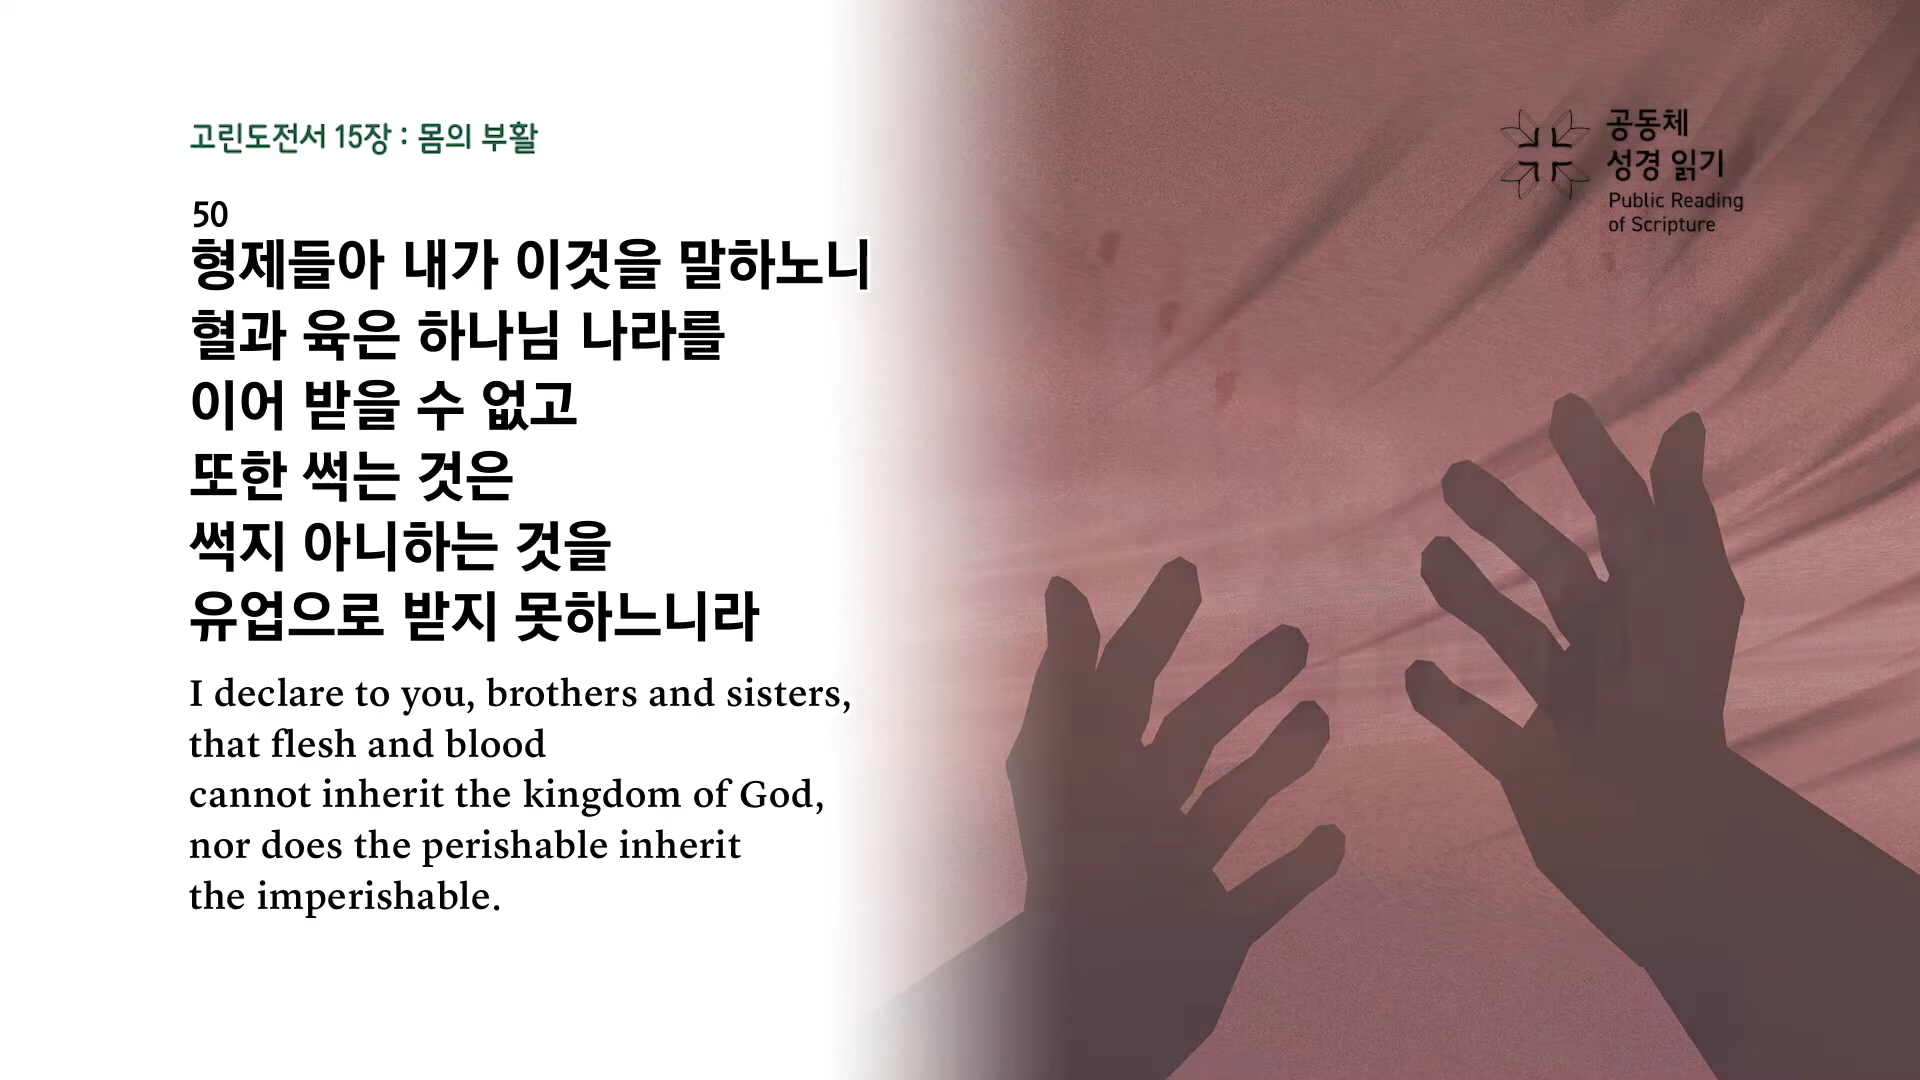 고린도전서 15장 : 몸의 부활
50
형제들아 내가 이것을 말하노니
혈과 육은 하나님 나라를
이어 받을 수 없고
또한 썩는 것은
썩지 아니하는 것을
유업으로 받지 못하느니라
I declare to you, brothers and sisters,
that flesh and blood
cannot inherit the kingdom of God,
nor does the perishable inherit
the imperishable.
공동체
성경 읽기
Public Reading
of Scripture